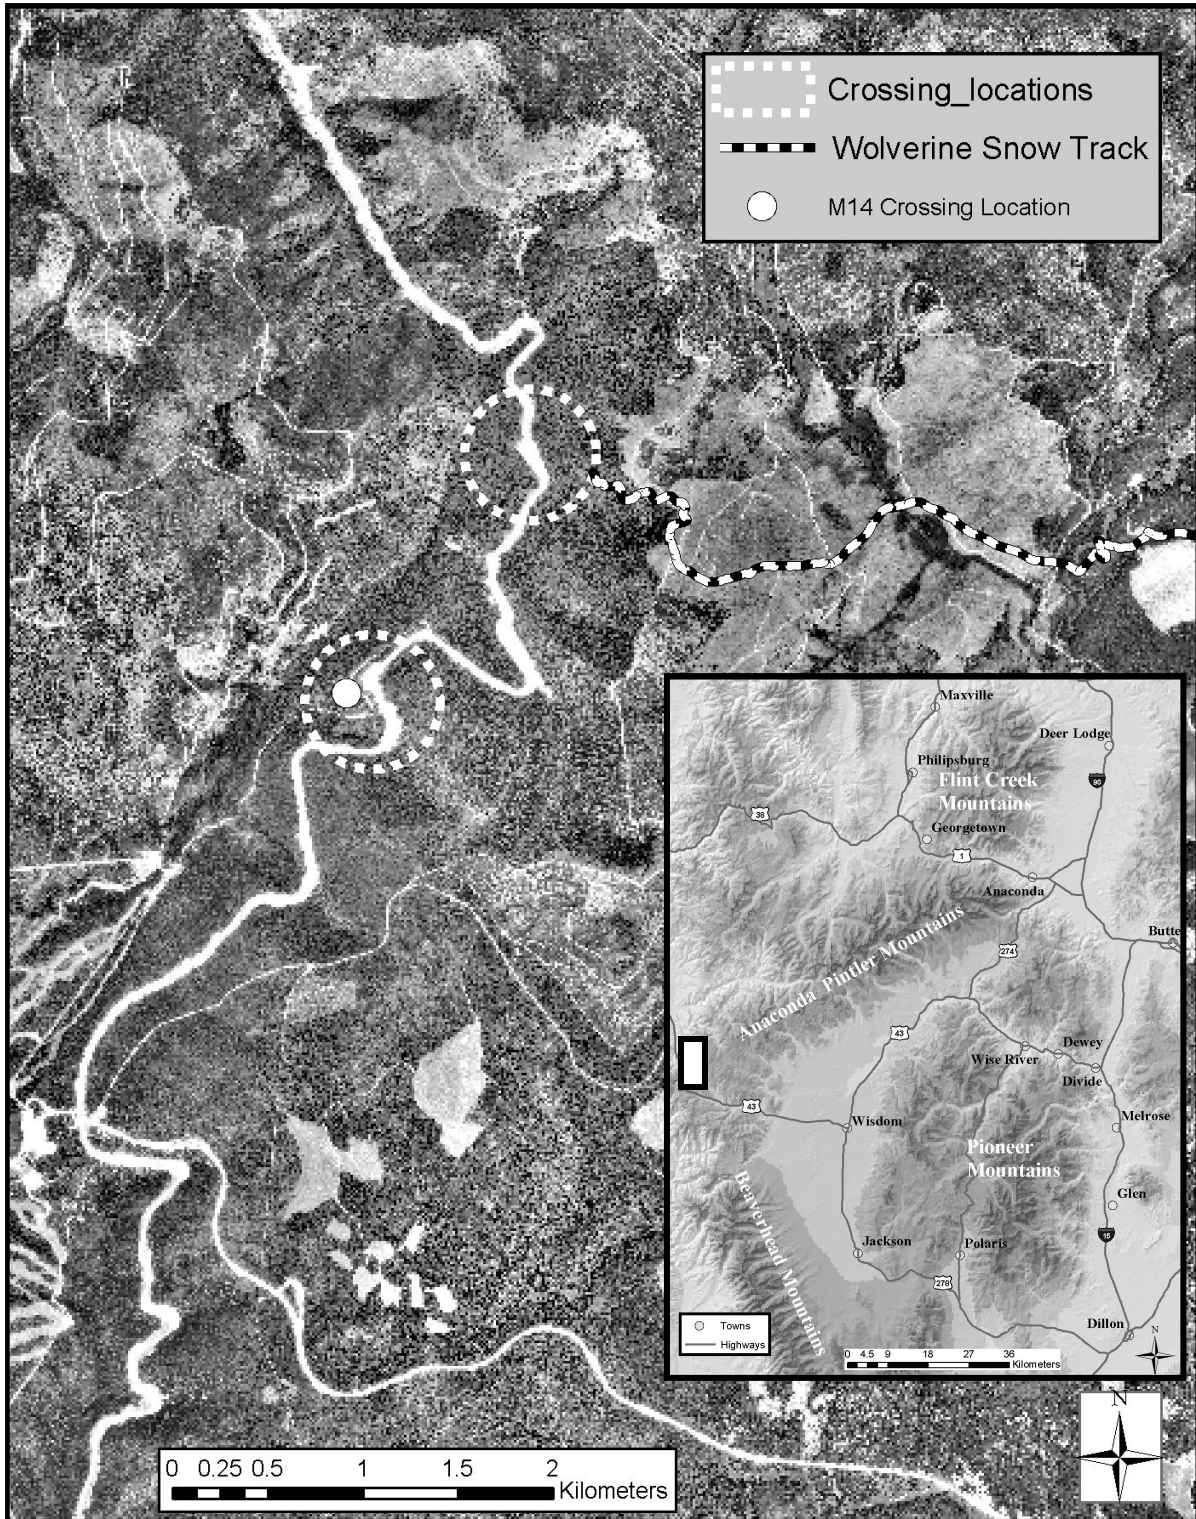 Crossing_locations
Wolverine Snow Track
M14 Crossing Location
Maxville
Deer Lodge
Philipsburg
Flint Creek
Mountains
90
38
Georgetown
1
Anaconda
Butte
274
Anaconda Pintler Mountains
43
Wise River
Dewey
Divide
43
Wisdom
Melrose
Pioneer
Mountains
Glen
Beaverhead Mountains
15
Jackson
Polaris
278
Dillon
Towns
Highways
0 4.5 9 18 27 36
Kilometers
N
N
0 0.25 0.5 1 1.5 2
Kilometers